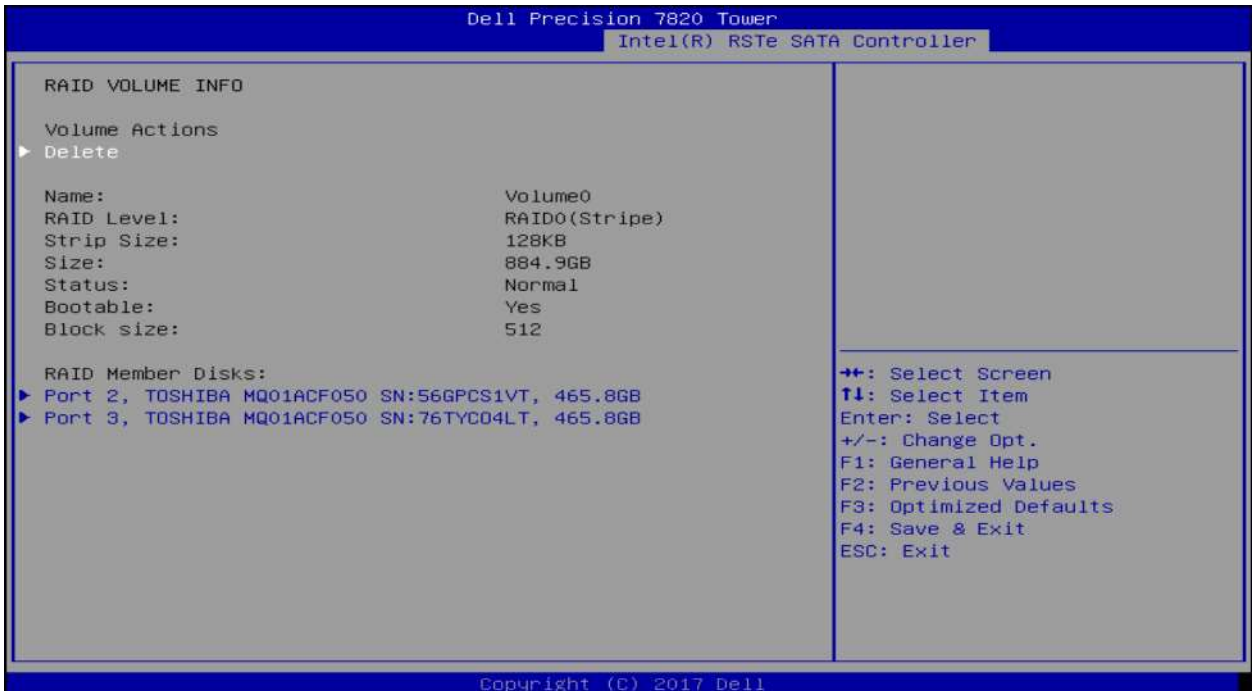 Dell Precision 7820 Tower
Intel(R) RSTe SATA Controller
RAID VOLUME INFO
Volume Actions
▶ Delete
Name: Volume0
RAID Level: RAID0(Stripe)
Strip Size: 128KB
Size: 884.9GB
Status: Normal
Bootable: Yes
Block size: 512
RAID Member Disks:
▶ Port 2, TOSHIBA MQ01ACF050 SN:56GPCS1VT, 465.8GB
▶ Port 3, TOSHIBA MQ01ACF050 SN:76TYC04LT, 465.8GB
→←: Select Screen
↑↓: Select Item
Enter: Select
+/-: Change Opt.
F1: General Help
F2: Previous Values
F3: Optimized Defaults
F4: Save & Exit
ESC: Exit
Copyright (C) 2017 Dell